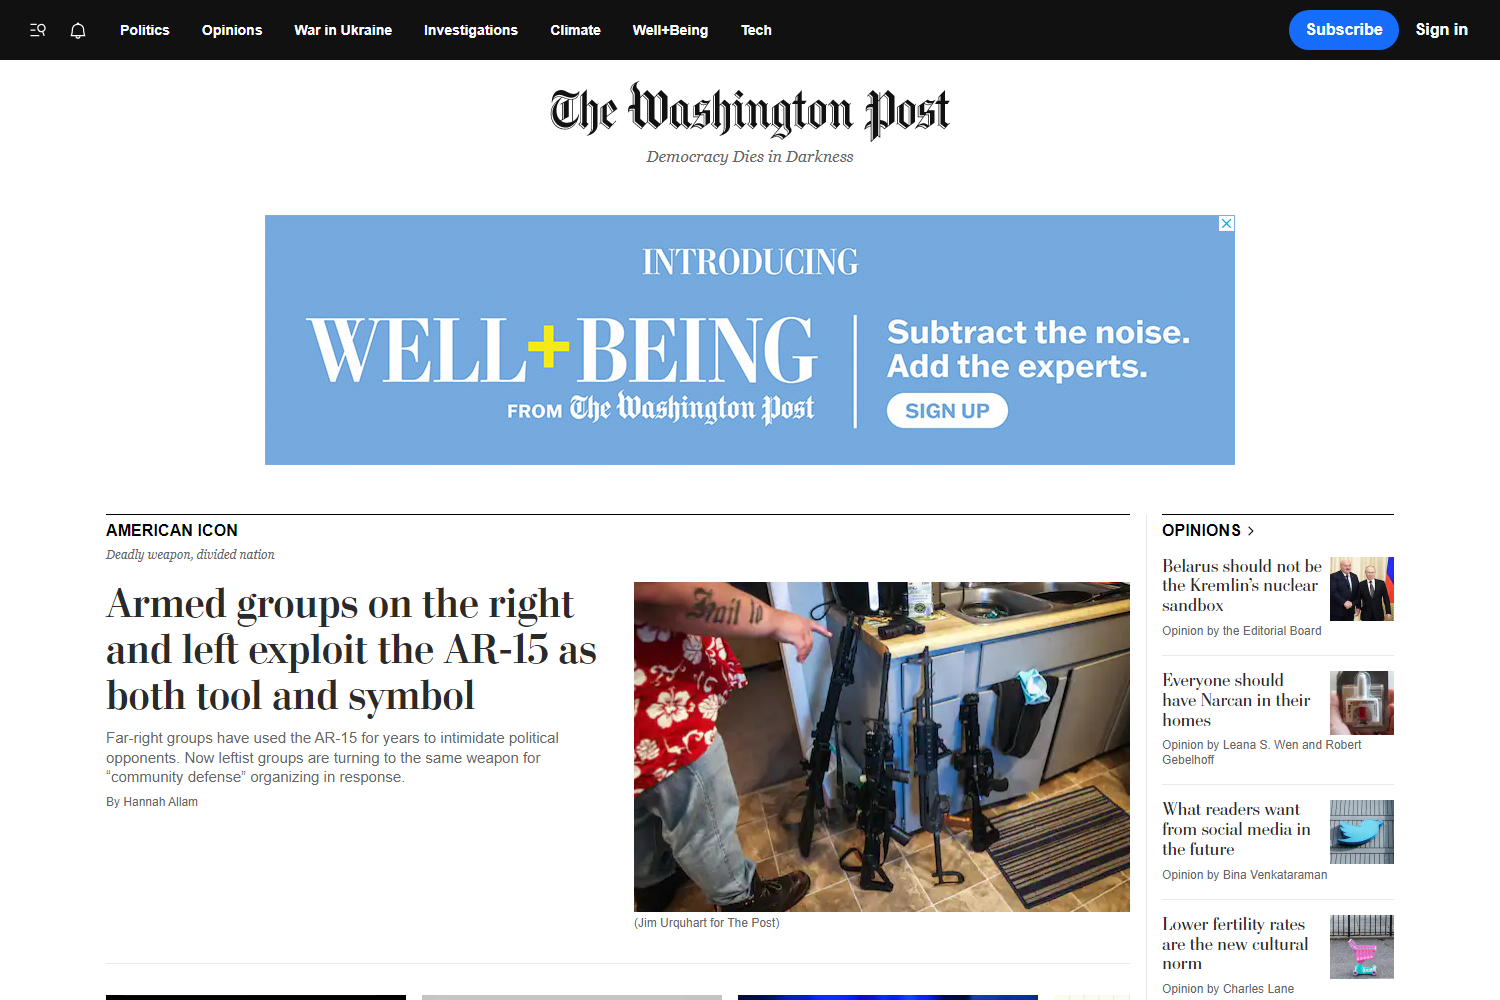 Politics
Opinions
War in Ukraine
Investigations
Climate
Well+Being
Tech
Subscribe
Sign in
The Washington Post
Democracy Dies in Darkness
INTRODUCING
WELL+BEING
FROM The Washington Post
Subtract the noise.
Add the experts.
SIGN UP
AMERICAN ICON
Deadly weapon, divided nation
Armed groups on the right
and left exploit the AR-15 as
both tool and symbol
Far-right groups have used the AR-15 for years to intimidate political
opponents. Now leftist groups are turning to the same weapon for
“community defense” organizing in response.
By Hannah Allam
(Jim Urquhart for The Post)
OPINIONS
Belarus should not be
the Kremlin’s nuclear
sandbox
Opinion by the Editorial Board
Everyone should
have Narcan in their
homes
Opinion by Leana S. Wen and Robert
Gebelhoff
What readers want
from social media in
the future
Opinion by Bina Venkataraman
Lower fertility rates
are the new cultural
norm
Opinion by Charles Lane